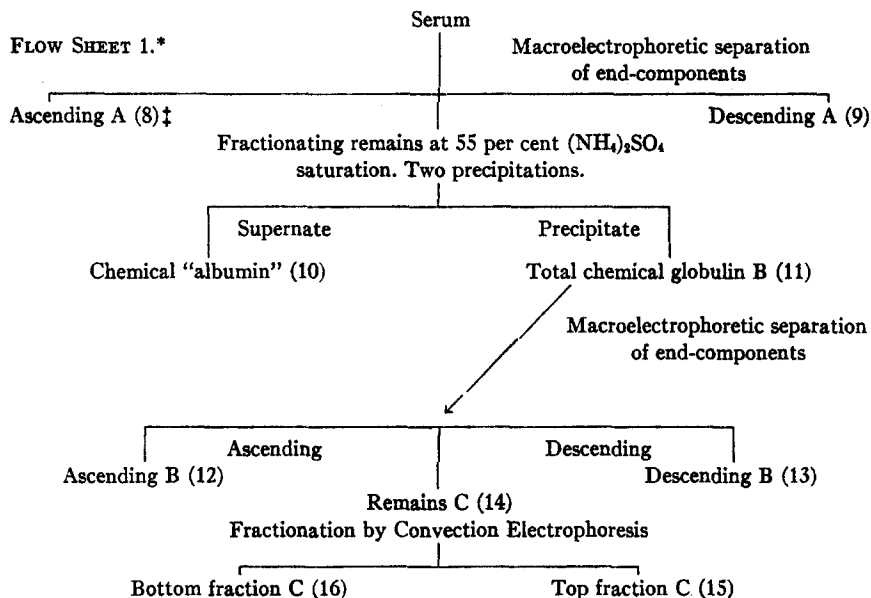 Serum
FLOW SHEET 1.*
Macroelectrophoretic separation
of end-components
Ascending A (8)‡
Descending A (9)
Fractionating remains at 55 per cent (NH₄)₂SO₄
saturation. Two precipitations.
Supernate
Precipitate
Chemical “albumin” (10)
Total chemical globulin B (11)
Macroelectrophoretic separation
of end-components
Ascending
Descending
Ascending B (12)
Descending B (13)
Remains C (14)
Fractionation by Convection Electrophoresis
Bottom fraction C (16)
Top fraction C (15)